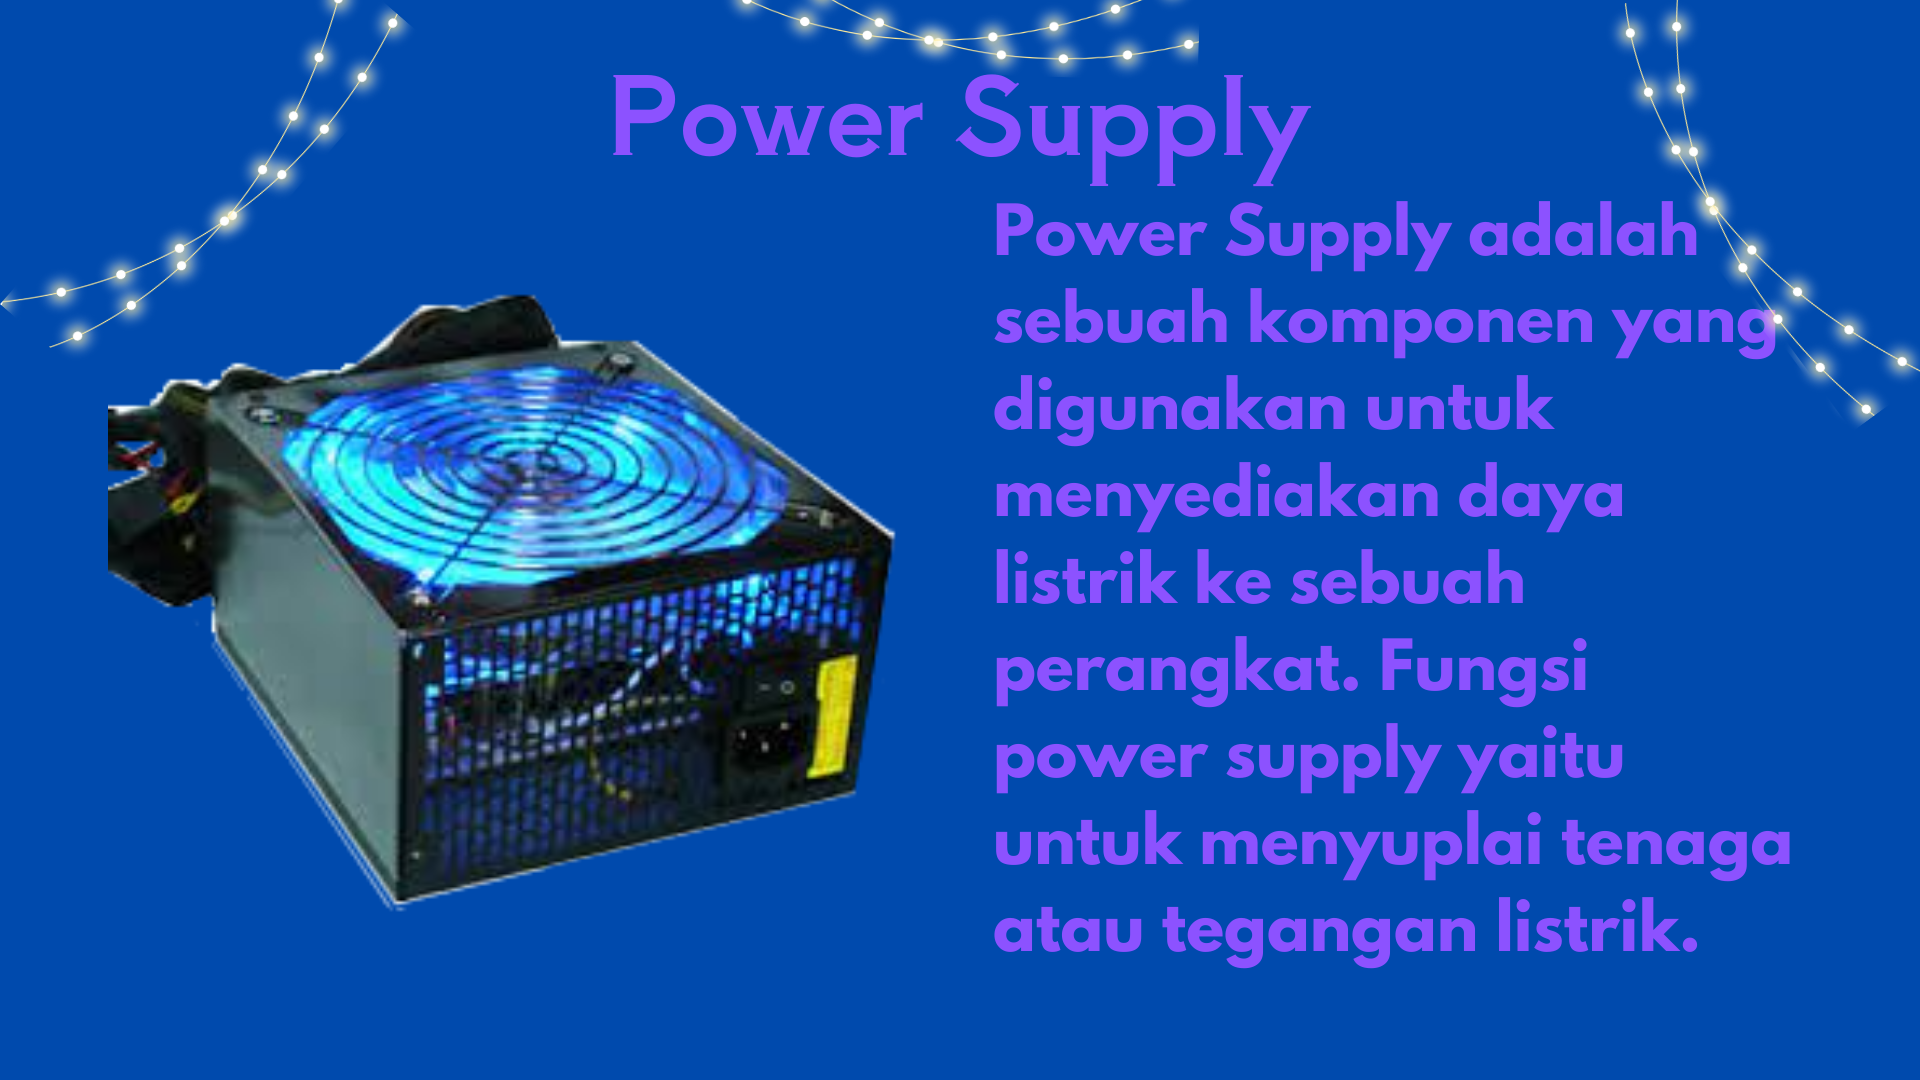 Power Supply
Power Supply adalah
sebuah komponen yang
digunakan untuk
menyediakan daya
listrik ke sebuah
perangkat. Fungsi
power supply yaitu
untuk menyuplai tenaga
atau tegangan listrik.